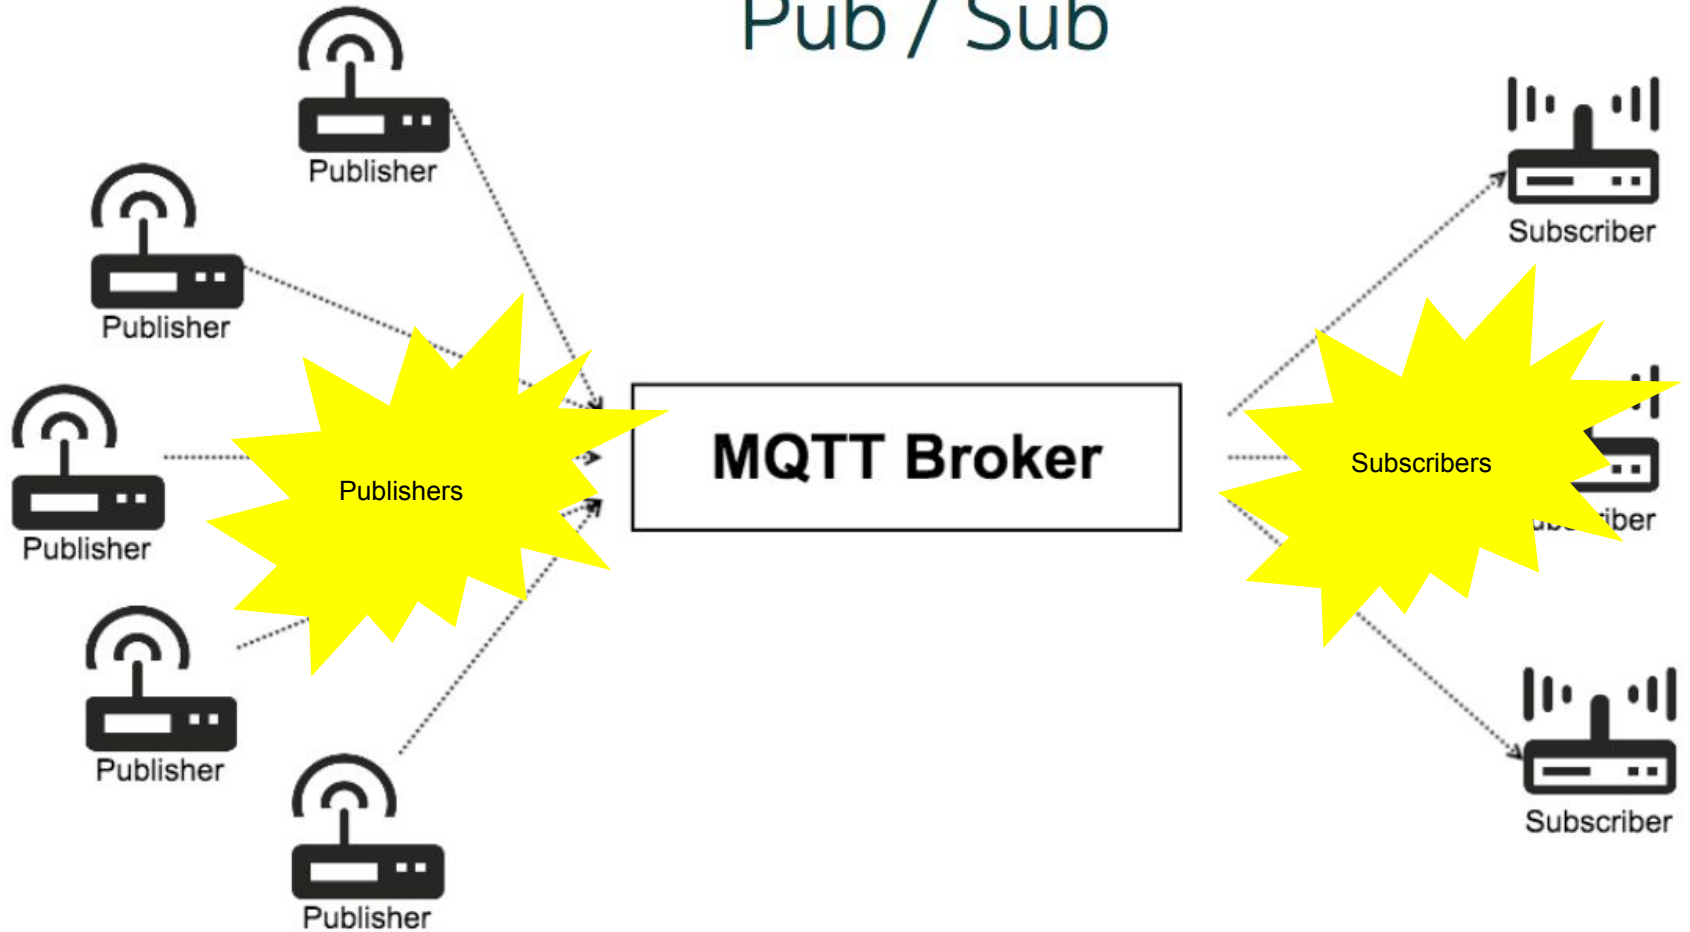 Pub / Sub
Publisher
Publisher
Subscriber
Publishers
MQTT Broker
Subscribers
Publisher
Publisher
Subscriber
Publisher